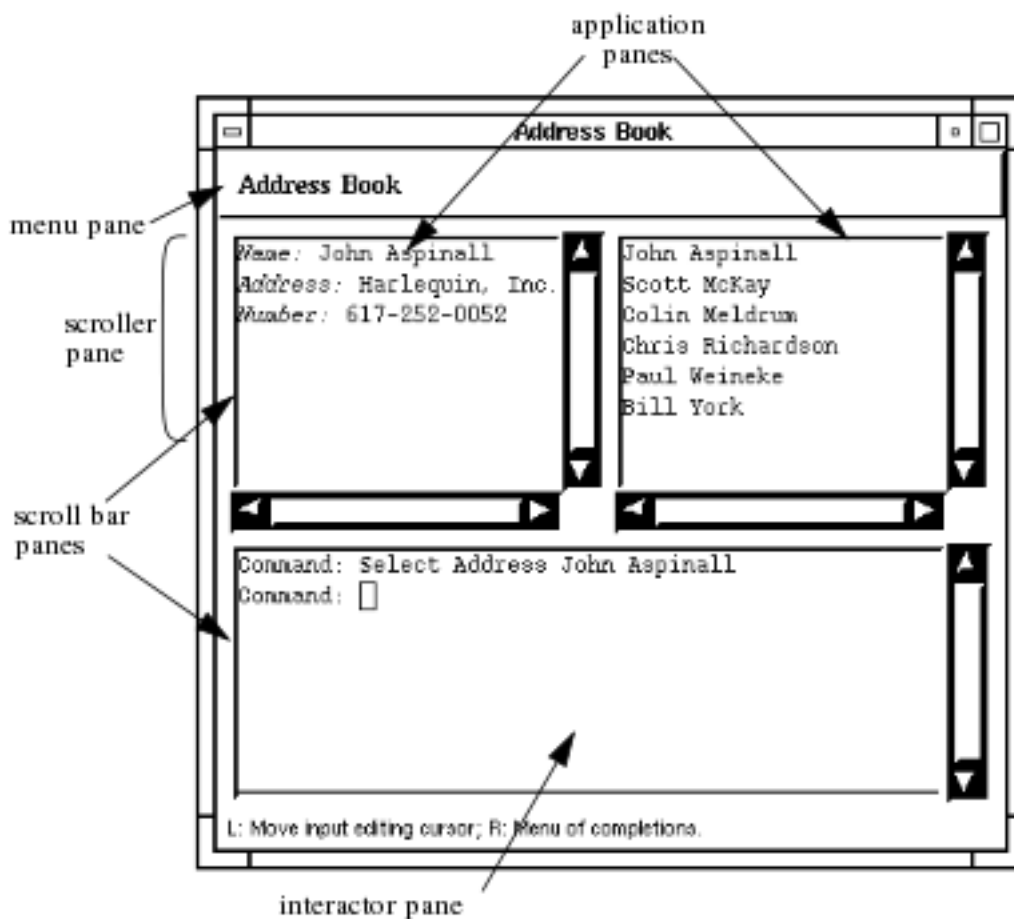 application
panes
Address Book
Address Book
menu pane
Name: John Aspinall
Address: Harlequin, Inc.
Number: 617-252-0052
John Aspinall
Scott McKay
Colin Meldrum
Chris Richardson
Paul Weineke
Bill York
scroller
pane
scroll bar
panes
Command: Select Address John Aspinall
Command:
L: Move input editing cursor; R: Menu of completions.
interactor pane